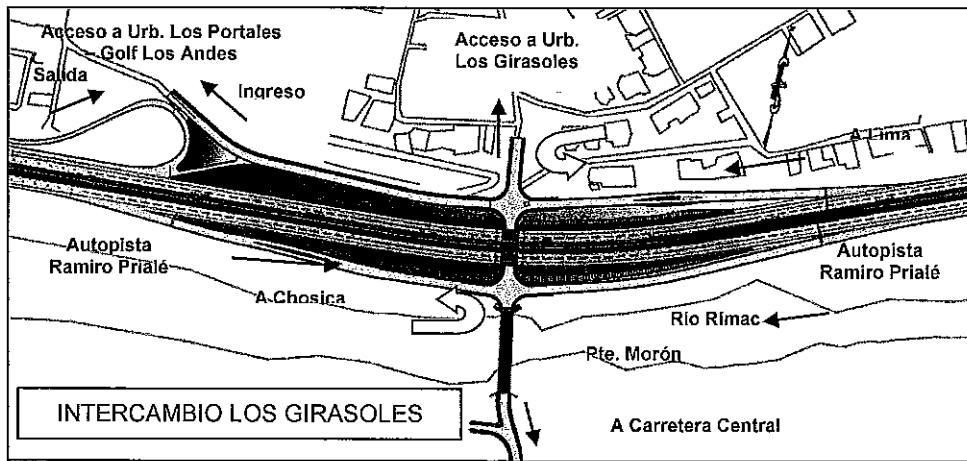 Acceso a Urb. Los Portales
Golf Los Andes
Salida
Ingreso
Acceso a Urb.
Los Girasoles
A Lima
Autopista
Ramiro Prialé
Autopista
Ramiro Prialé
A Chosica
Río Rímac
Pte. Morón
INTERCAMBIO LOS GIRASOLES
A Carretera Central